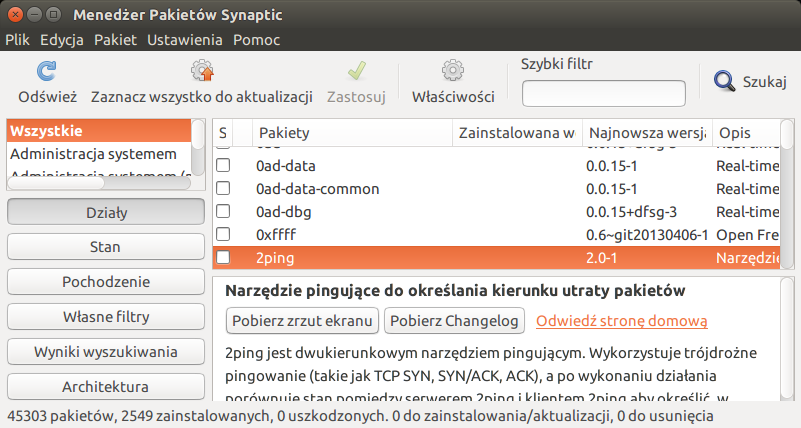 Menedżer Pakietów Synaptic
Plik Edycja Pakiet Ustawienia Pomoc
Odśwież Zaznacz wszystko do aktualizacji Zastosuj Właściwości Szybki filtr Szukaj
Wszystkie
Administracja systemem
Działy
Stan
Pochodzenie
Własne filtry
Wyniki wyszukiwania
Architektura
S Pakiety Zainstalowana w Najnowsza wersja Opis
0ad-data 0.0.15-1 Real-time
0ad-data-common 0.0.15-1 Real-time
0ad-dbg 0.0.15+dfsg-3 Real-time
0xffff 0.6~git20130406-1 Open Fre
2ping 2.0-1 Narzędzie
Narzędzie pingujące do określania kierunku utraty pakietów
Pobierz zrzut ekranu Pobierz Changelog Odwiedź stronę domową
2ping jest dwukierunkowym narzędziem pingującym. Wykorzystuje trójdrożne
pingowanie (takie jak TCP SYN, SYN/ACK, ACK), a po wykonaniu działania
porównuje stan pomiędzy serwerem 2ping i klientem 2ping aby określić, w
45303 pakietów, 2549 zainstalowanych, 0 uszkodzonych. 0 do zainstalowania/aktualizacji, 0 do usunięcia